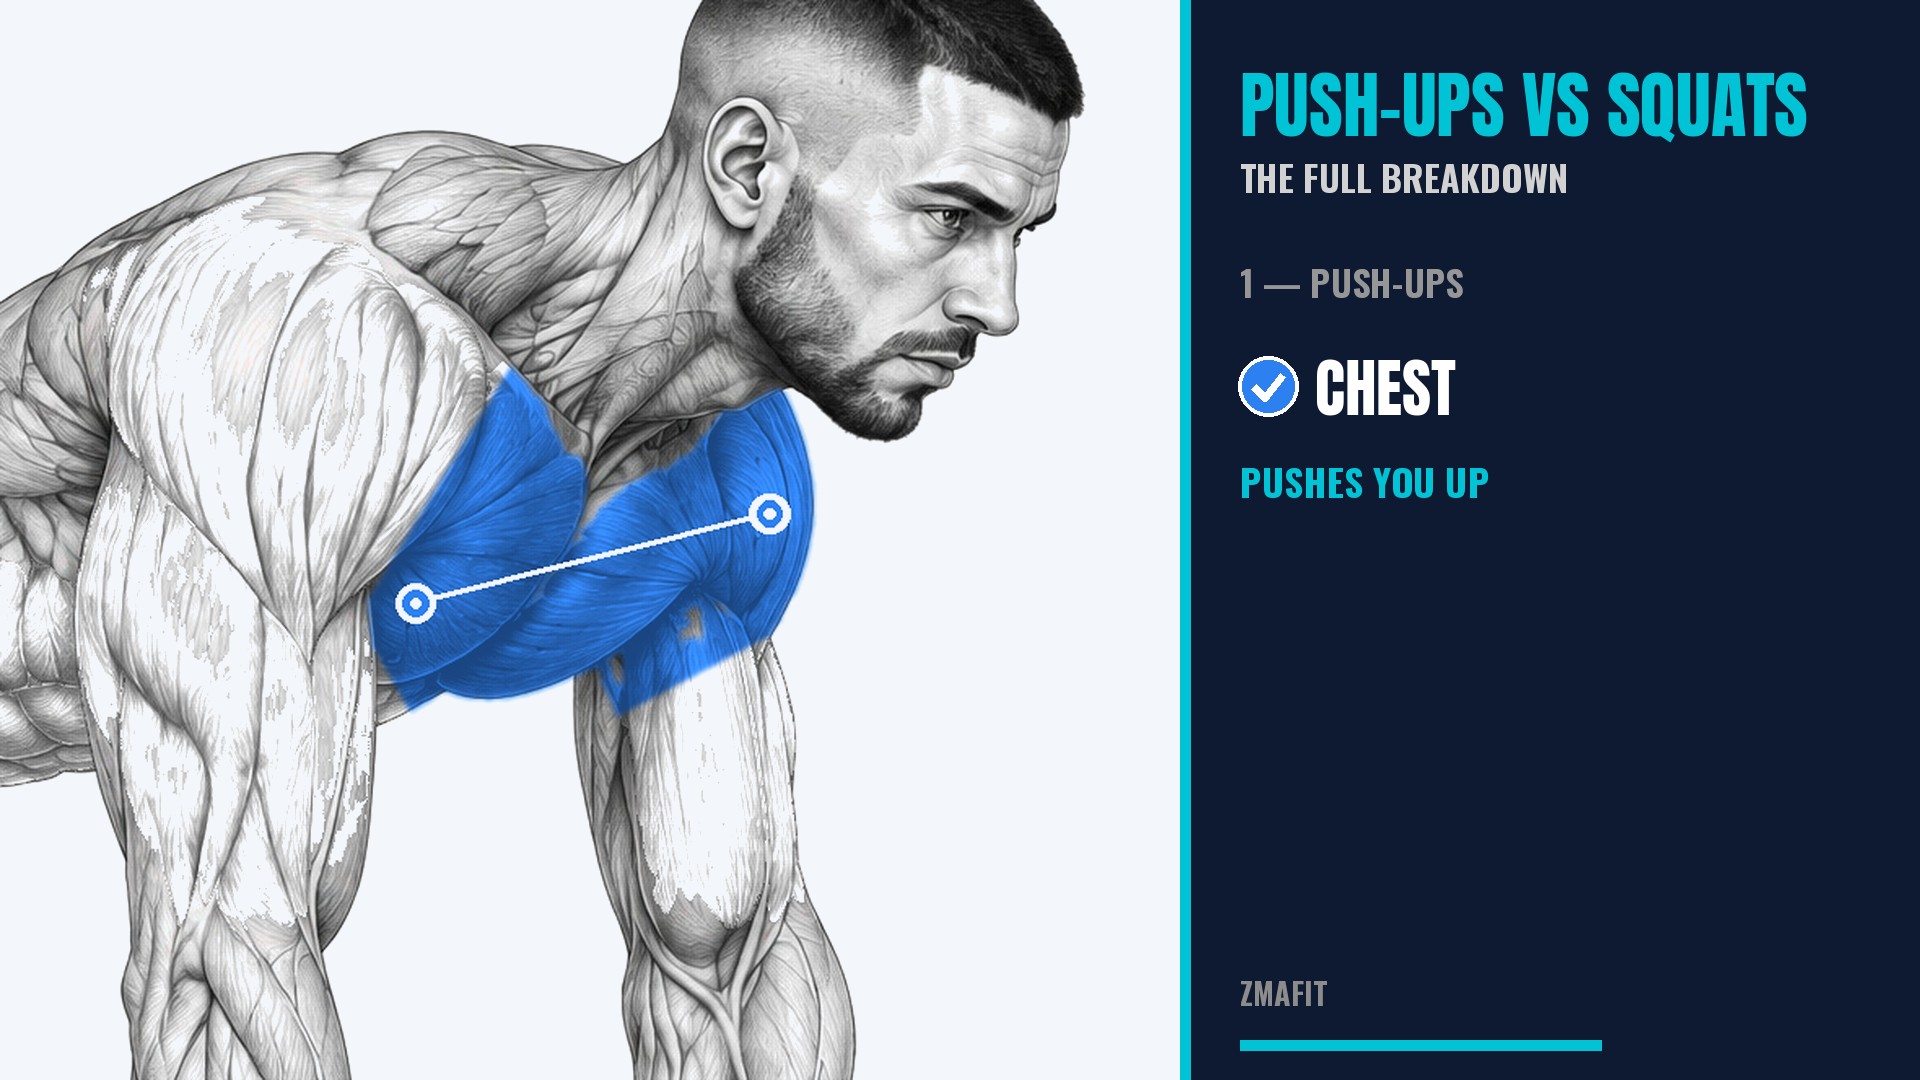 PUSH-UPS VS SQUATS
THE FULL BREAKDOWN
1 — PUSH-UPS
CHEST
PUSHES YOU UP
ZMAFIT